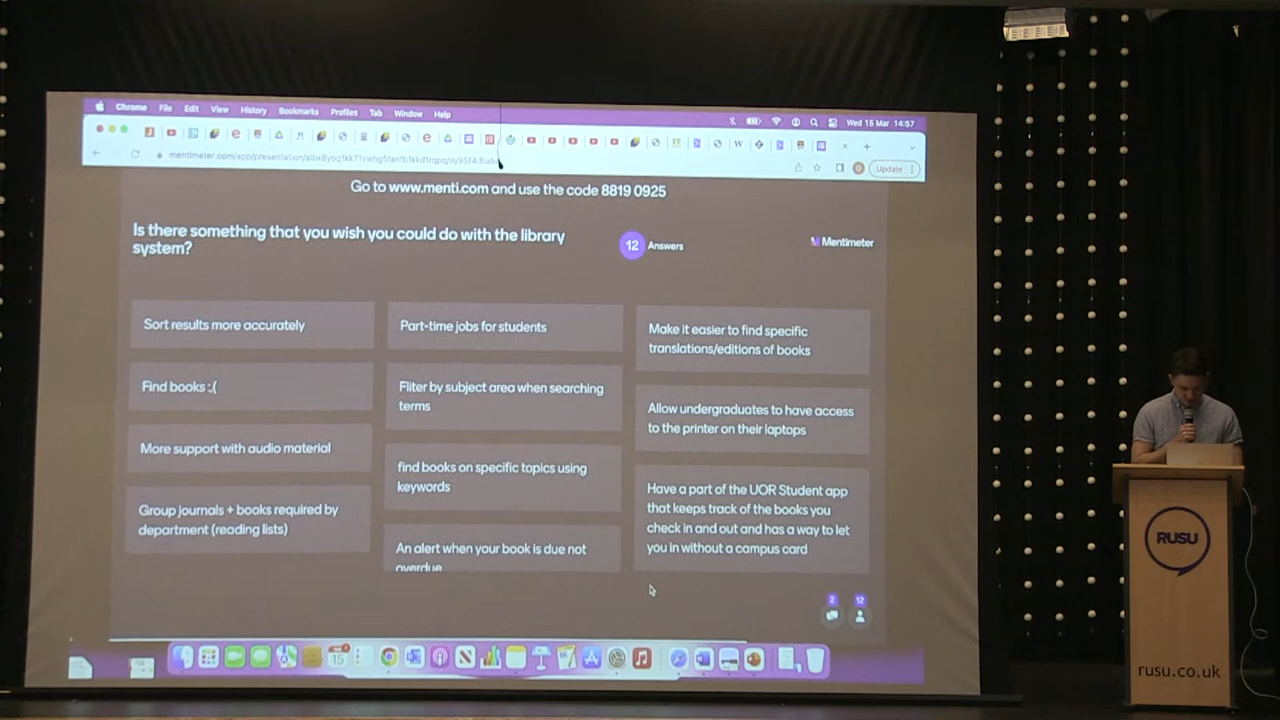 Chrome File Edit View History Bookmarks Profiles Tab Window Help
Wed 15 Mar 14:57
Update
Go to www.menti.com and use the code 8819 0925
Is there something that you wish you could do with the library
system?
12 Answers
Mentimeter
Sort results more accurately
Find books :,(
More support with audio material
Group journals + books required by
department (reading lists)
Part-time jobs for students
Fliter by subject area when searching
terms
find books on specific topics using
keywords
An alert when your book is due not
overdue
Make it easier to find specific
translations/editions of books
Allow undergraduates to have access
to the printer on their laptops
Have a part of the UOR Student app
that keeps track of the books you
check in and out and has a way to let
you in without a campus card
2 12
RUSU
rusu.co.uk